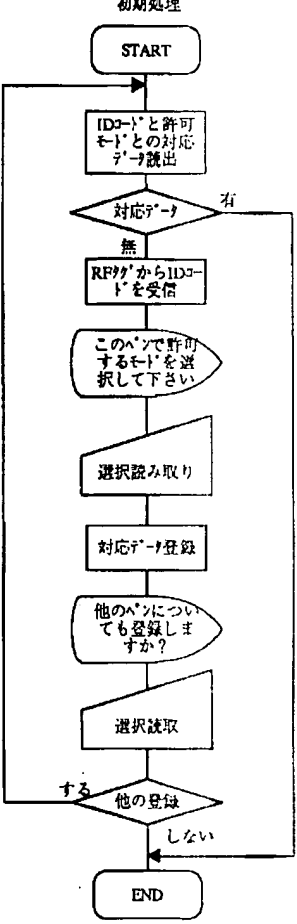 初期処理
START
IDｺｰﾄﾞと許可
ﾓｰﾄﾞとの対応
ﾃﾞｰﾀ読出
対応ﾃﾞｰﾀ
有
無
RFﾀｸﾞからIDｺｰ
ﾄﾞを受信
このﾍﾟﾝで許可
するﾓｰﾄﾞを選
択して下さい
選択読み取り
対応ﾃﾞｰﾀ登録
他のﾍﾟﾝについ
ても登録しま
すか？
選択読取
する
他の登録
しない
END